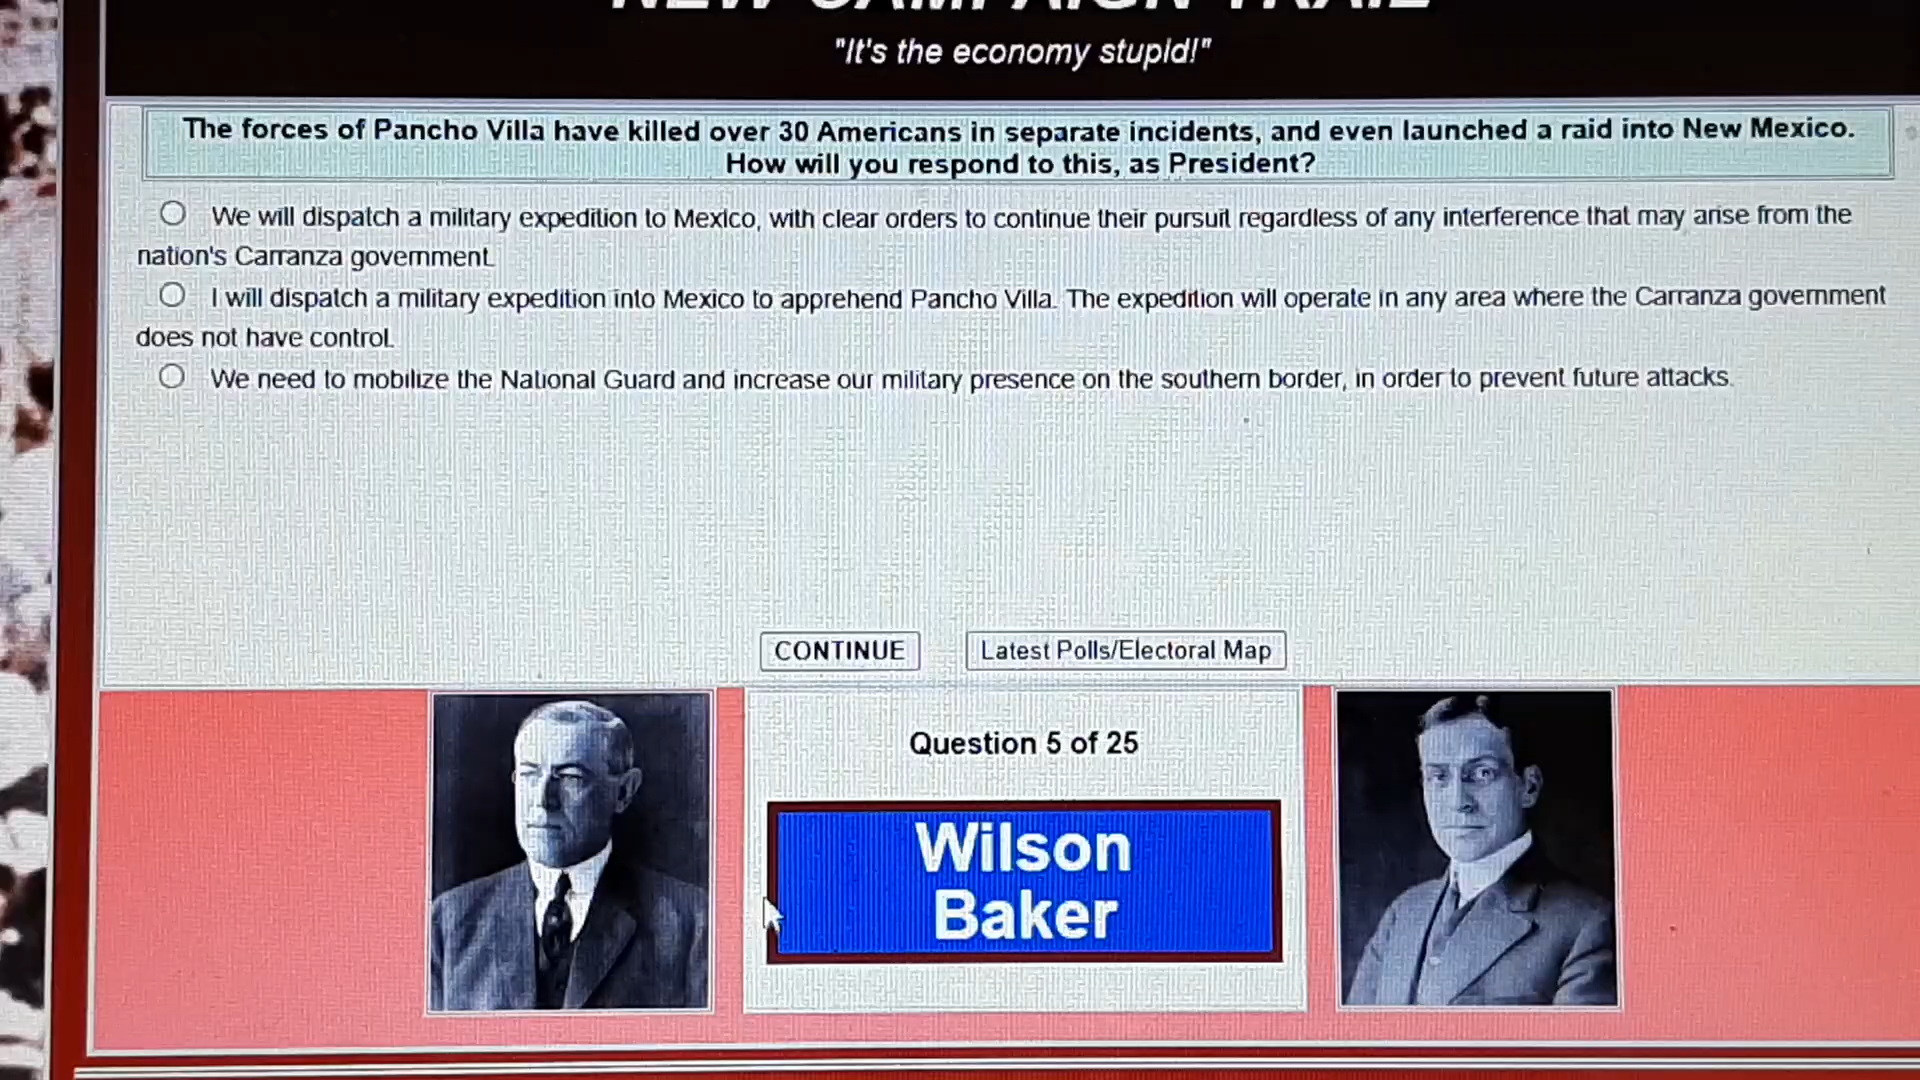 NEW CAMPAIGN TRAIL
"It's the economy stupid!"
The forces of Pancho Villa have killed over 30 Americans in separate incidents, and even launched a raid into New Mexico.
How will you respond to this, as President?
We will dispatch a military expedition to Mexico, with clear orders to continue their pursuit regardless of any interference that may arise from the
nation's Carranza government.
I will dispatch a military expedition into Mexico to apprehend Pancho Villa. The expedition will operate in any area where the Carranza government
does not have control.
We need to mobilize the National Guard and increase our military presence on the southern border, in order to prevent future attacks.
CONTINUE
Latest Polls/Electoral Map
Question 5 of 25
Wilson
Baker